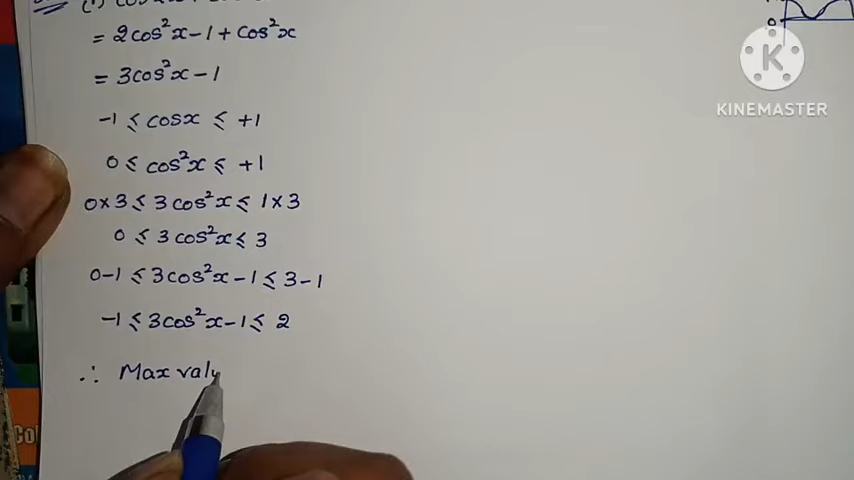 = 2cos²x-1 + cos²x
= 3cos²x - 1
-1 ≤ cosx ≤ +1
0 ≤ cos²x ≤ +1
0×3 ≤ 3cos²x ≤ 1×3
0 ≤ 3cos²x ≤ 3
0-1 ≤ 3cos²x-1 ≤ 3-1
-1 ≤ 3cos²x-1 ≤ 2
∴ Max valu
KINEMASTER